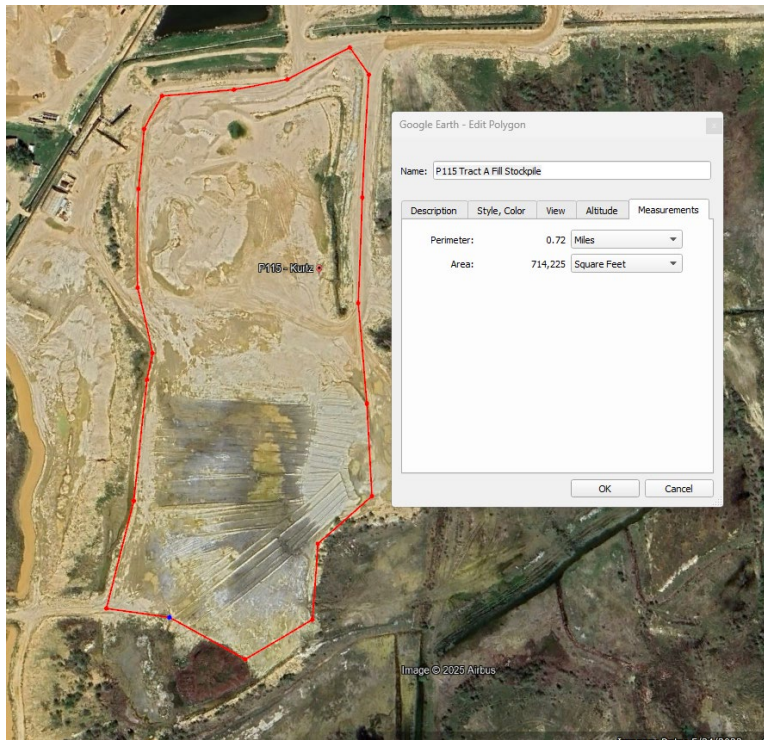 Google Earth - Edit Polygon
Name: P115 Tract A Fill Stockpile
Description Style, Color View Altitude Measurements
Perimeter: 0.72 Miles
Area: 714,225 Square Feet
P115 - Kurtz
OK Cancel
Image © 2025 Airbus